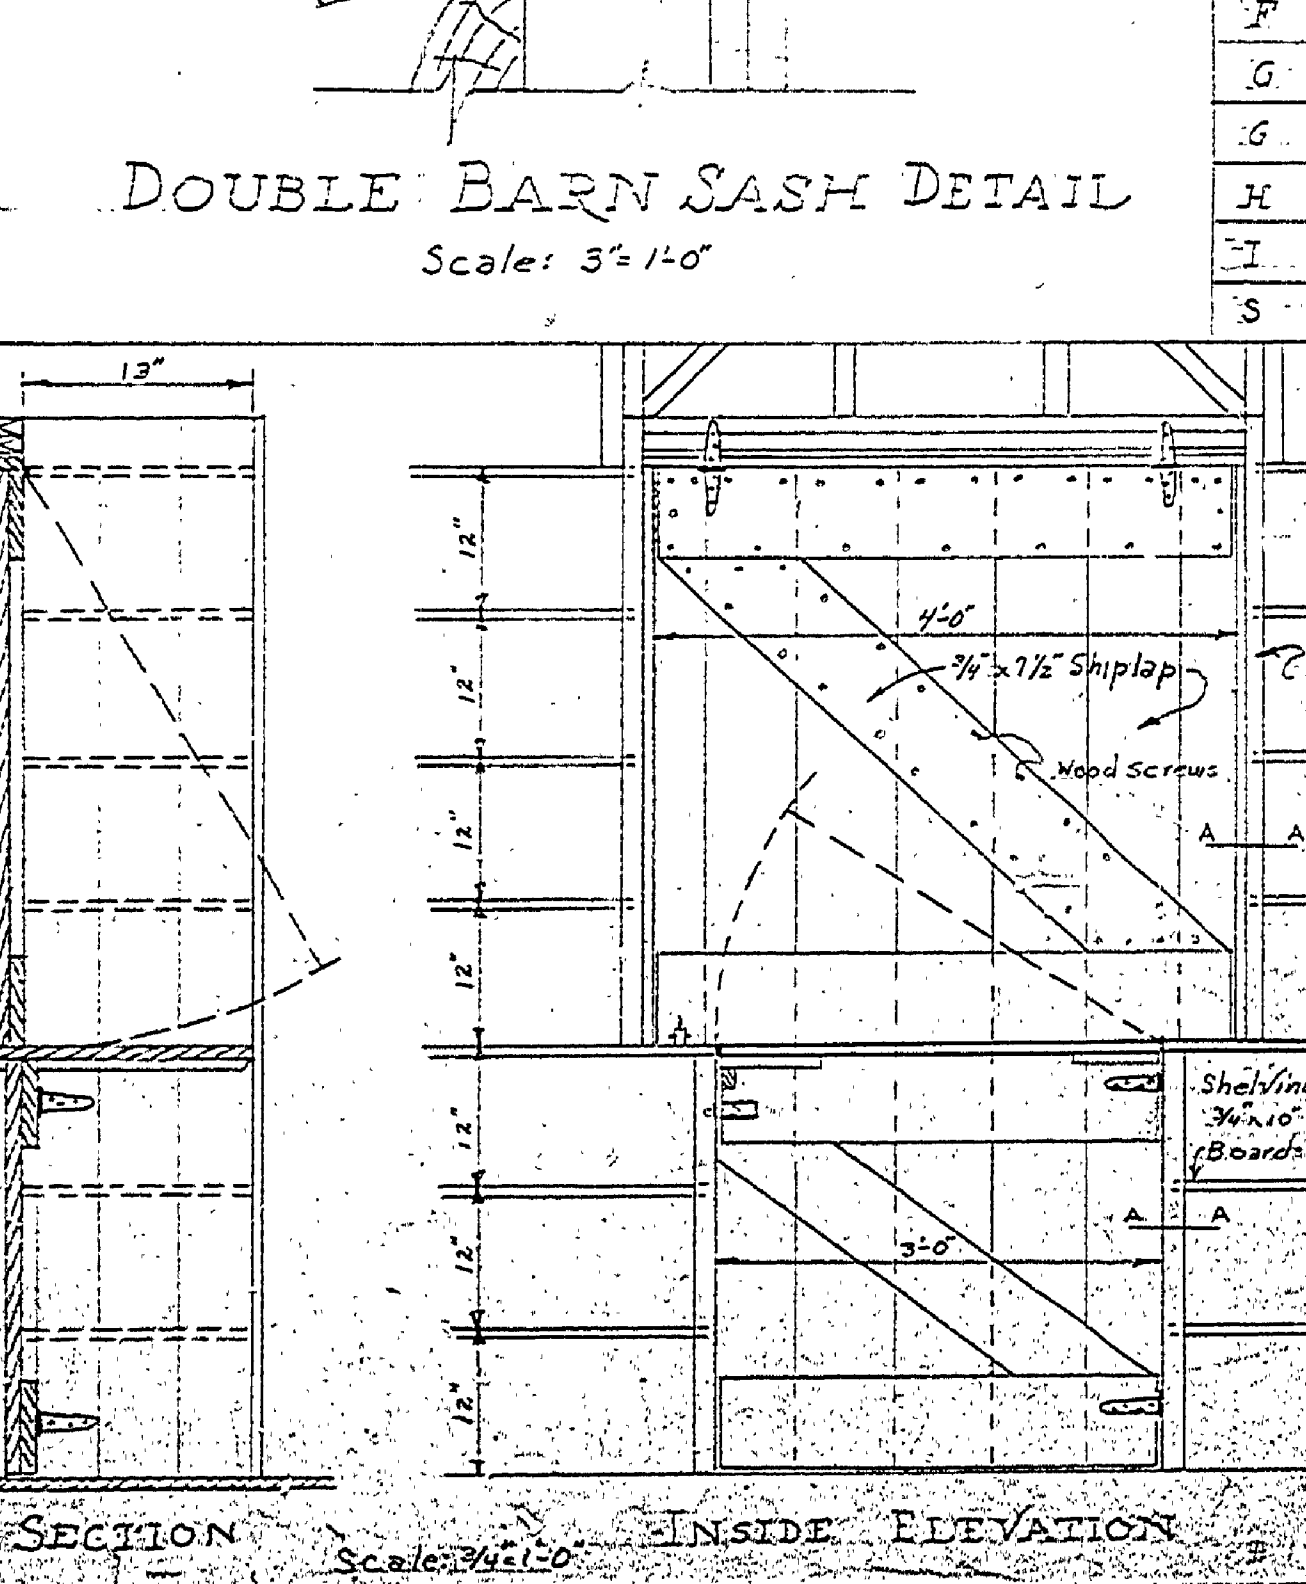 F
G
G
H
I
S
DOUBLE BARN SASH DETAIL
Scale: 3"=1'-0"
13"
12"
12"
12"
12"
12"
12"
12"
4'-0"
3/4" x 7 1/2" Shiplap
Wood Screws
A A
Shelving
3/4" x 10"
Boards
A A
3'-0"
SECTION
INSIDE ELEVATION
Scale: 3/4"=1'-0"